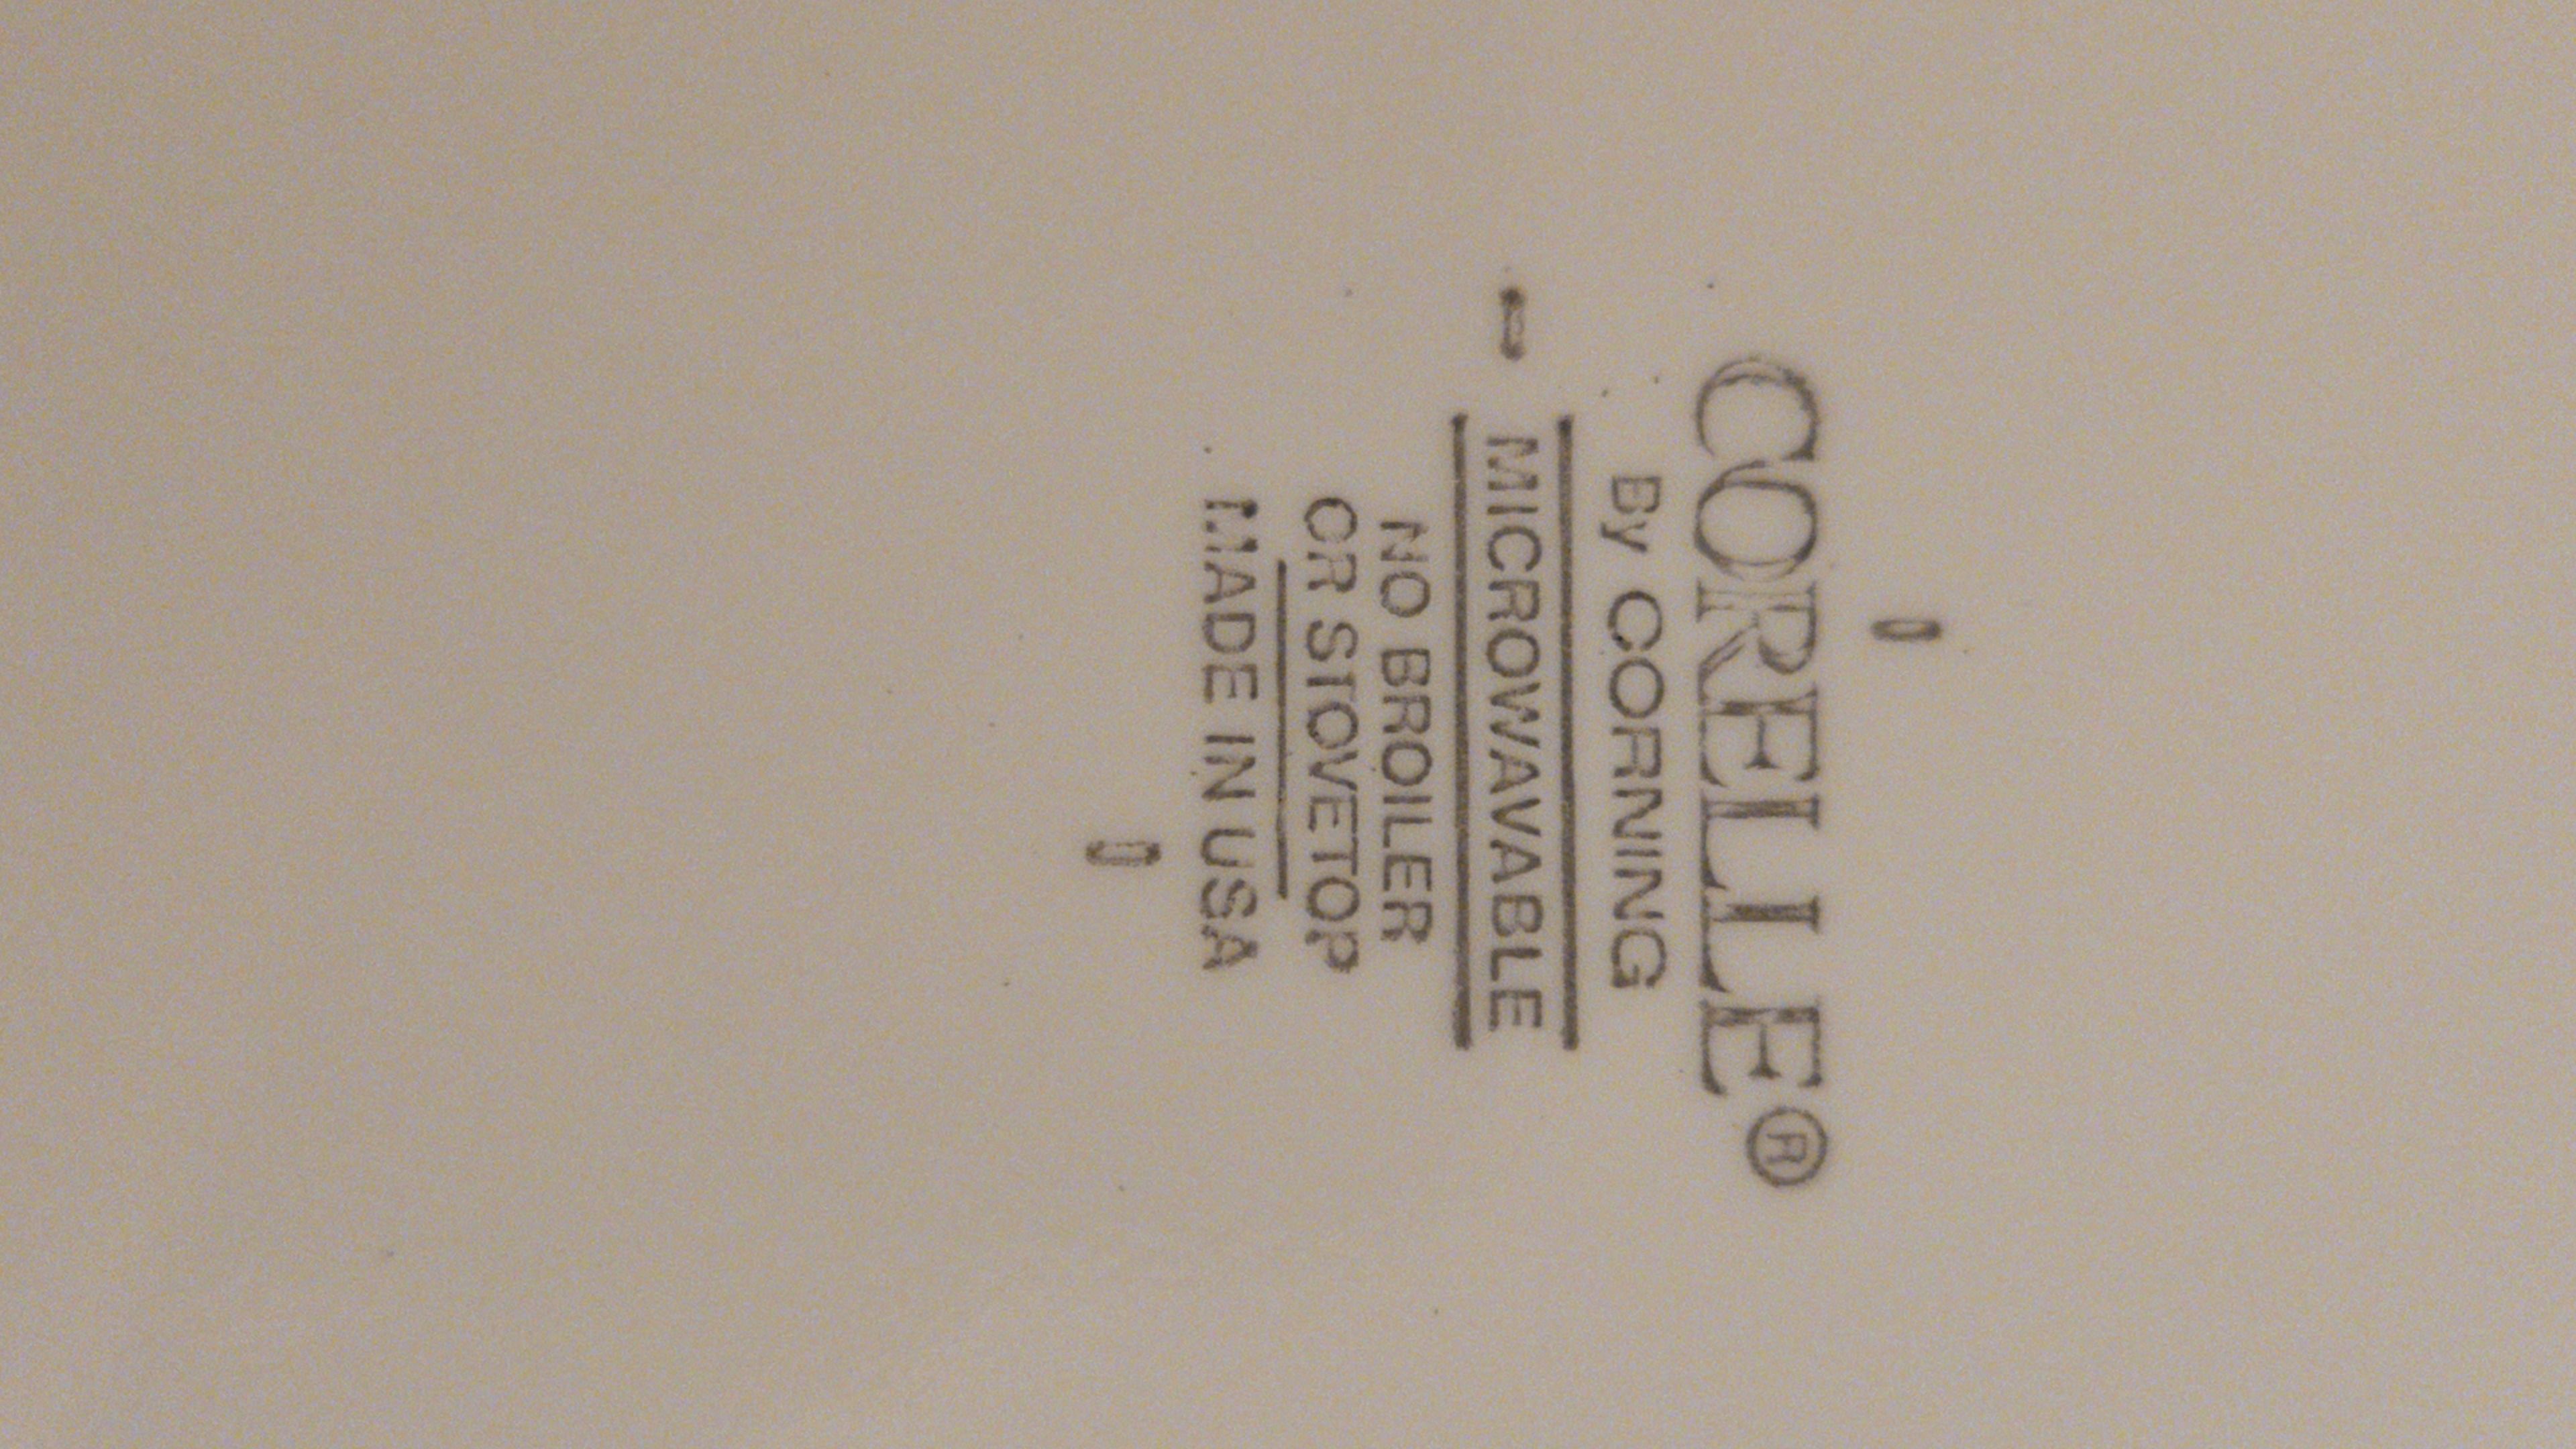 CORELLE®
By CORNING
MICROWAVABLE
NO BROILER
OR STOVETOP
MADE IN USA